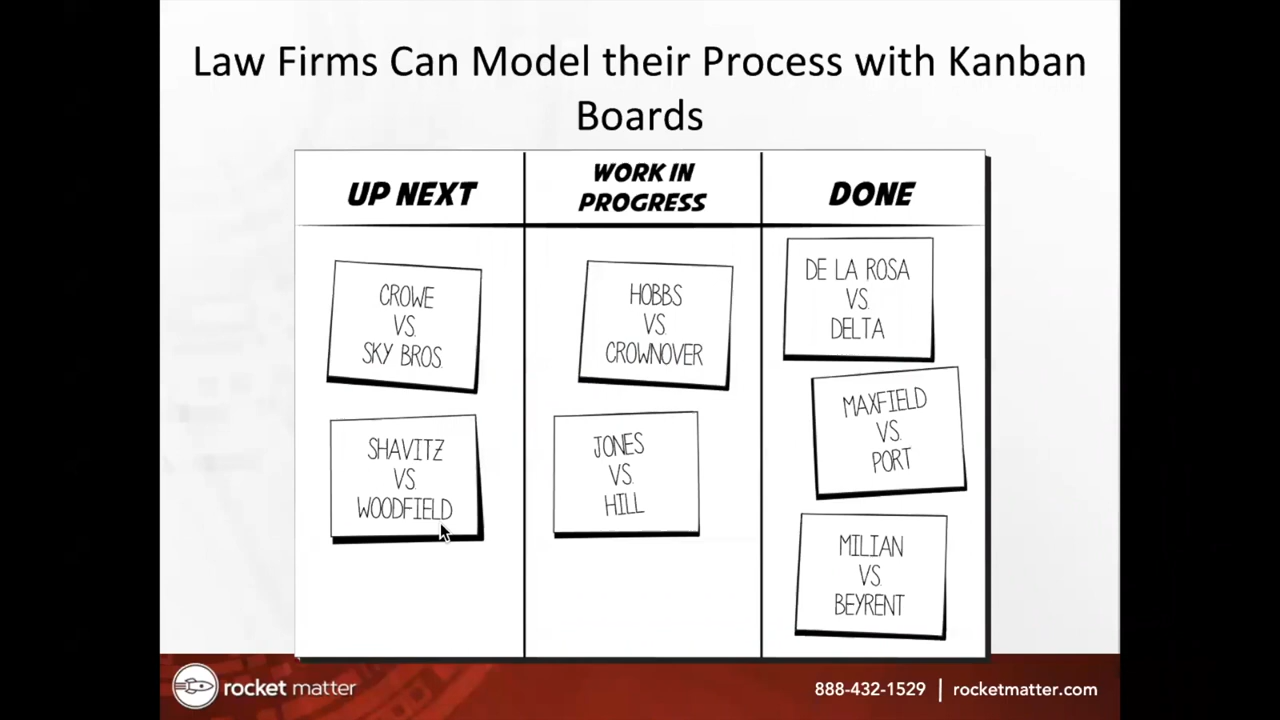 Law Firms Can Model their Process with Kanban
Boards
UP NEXT
WORK IN
PROGRESS
DONE
CROWE
VS.
SKY BROS.
SHAVITZ
VS.
WOODFIELD
HOBBS
VS.
CROWNOVER
JONES
VS.
HILL
DE LA ROSA
VS.
DELTA
MAXFIELD
VS.
PORT
MILIAN
VS.
BEYRENT
rocket matter
888-432-1529 | rocketmatter.com